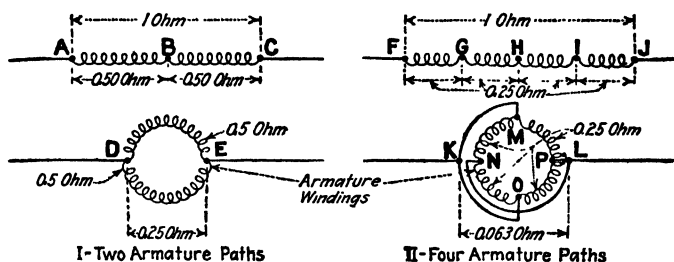 1 Ohm
A B C
0.50 Ohm 0.50 Ohm
1 Ohm
F G H I J
0.25 Ohm
D E
0.5 Ohm
0.5 Ohm
0.25 Ohm
Armature
Windings
I-Two Armature Paths
K M L
N P
O
0.25 Ohm
0.063 Ohm
II-Four Armature Paths